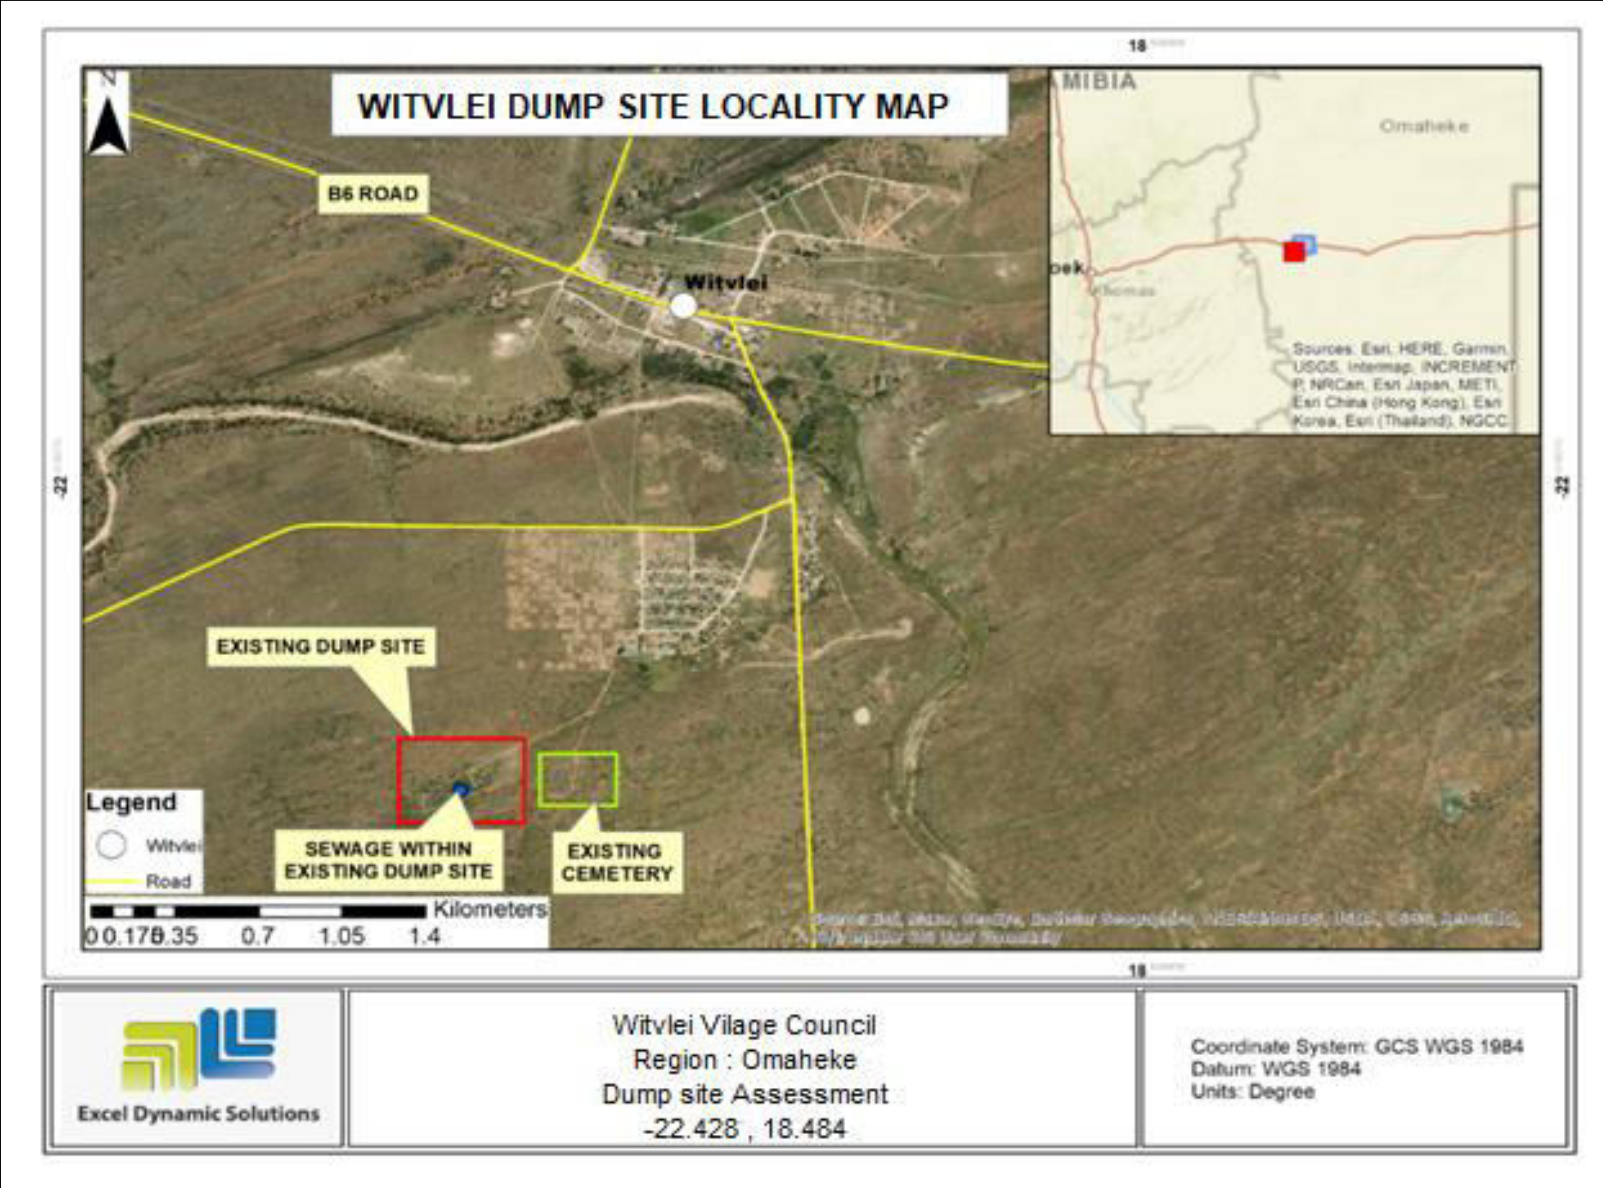 18
WITVLEI DUMP SITE LOCALITY MAP
MIBIA
Omaheke
B6 ROAD
Witvlei
oek
Khomas
Sources: Esri, HERE, Garmin,
USGS, Intermap, INCREMENT
P, NRCan, Esri Japan, METI,
Esri China (Hong Kong), Esri
Korea, Esri (Thailand), NGCC
-22
-22
EXISTING DUMP SITE
Legend
Witvlei
Road
SEWAGE WITHIN
EXISTING DUMP SITE
EXISTING
CEMETERY
Kilometers
0 0.175 0.35 0.7 1.05 1.4
18
Excel Dynamic Solutions
Witvlei Vilage Council
Region : Omaheke
Dump site Assessment
-22.428 , 18.484
Coordinate System: GCS WGS 1984
Datum: WGS 1984
Units: Degree